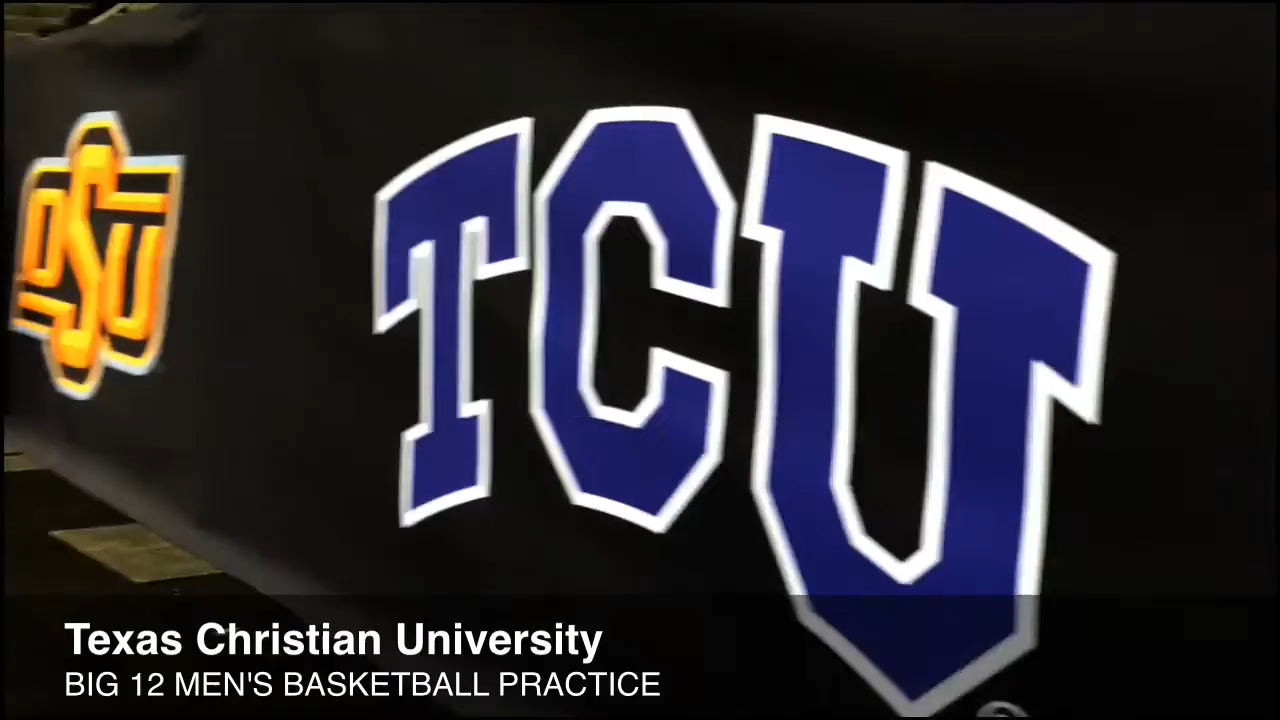 OSU
TCU
Texas Christian University
BIG 12 MEN'S BASKETBALL PRACTICE